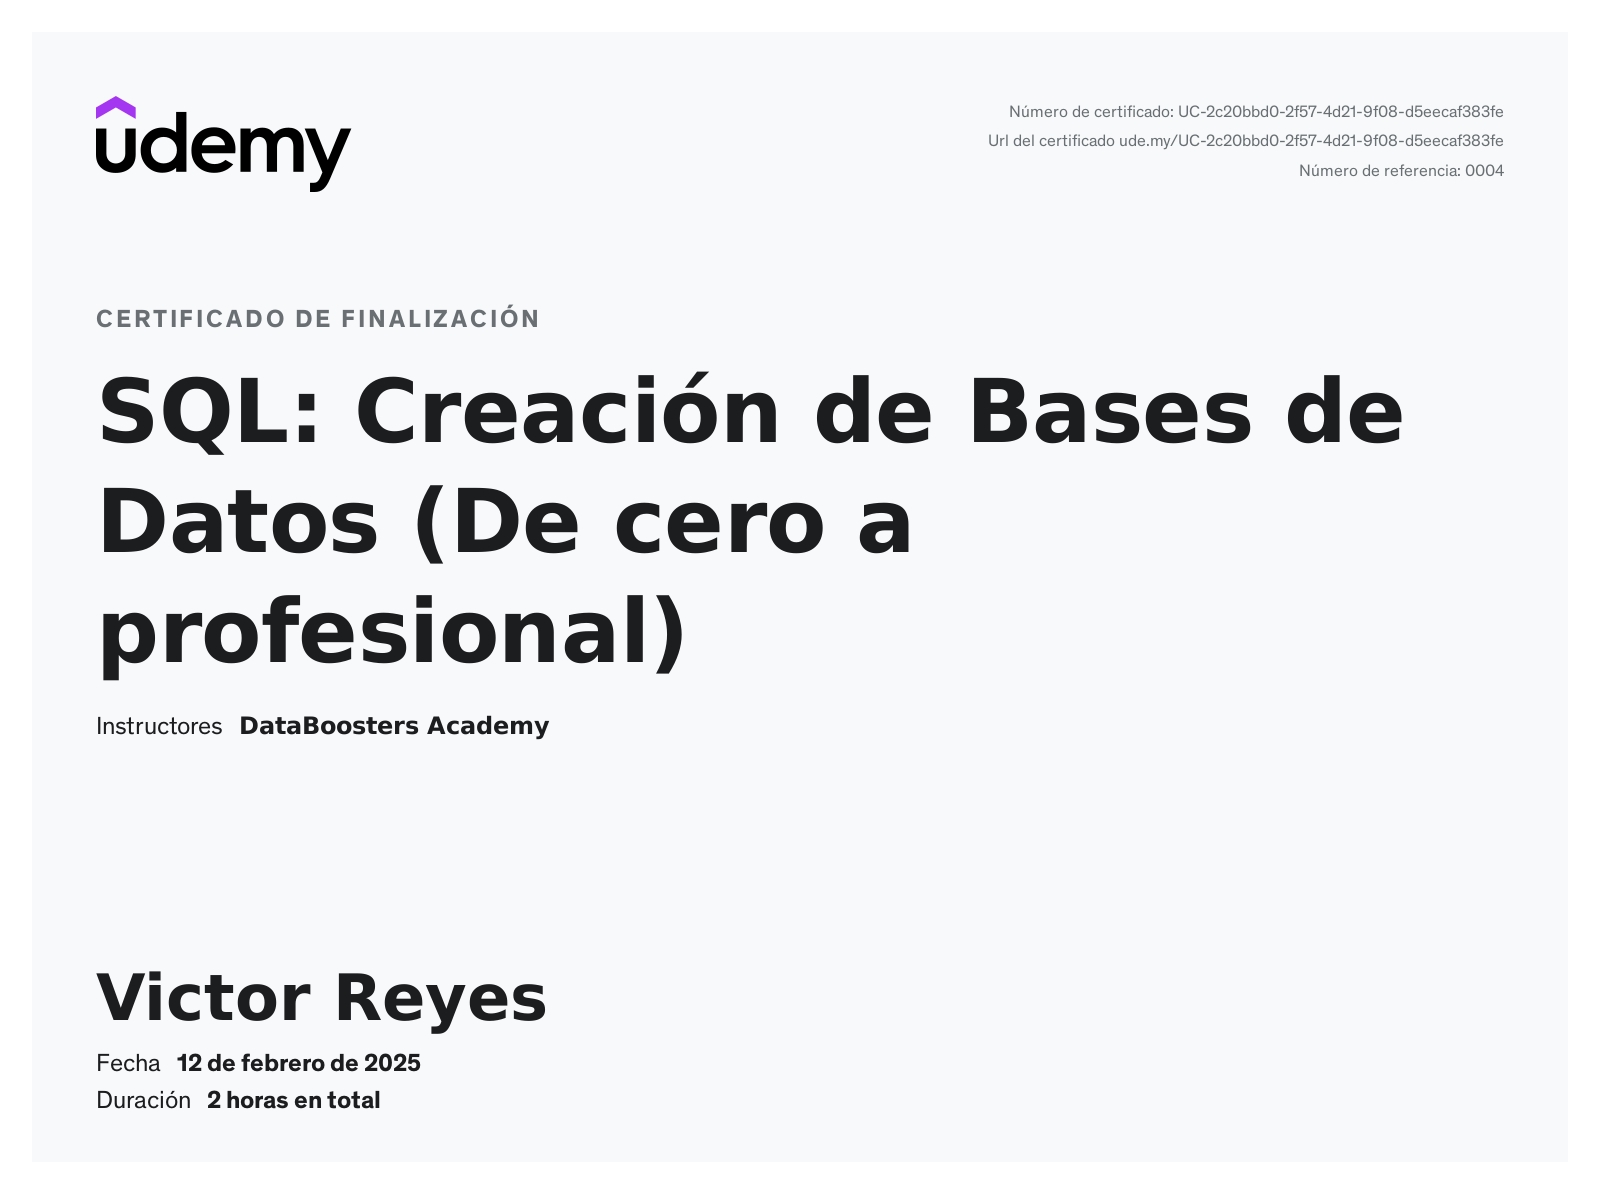 udemy
Número de certificado: UC-2c20bbd0-2f57-4d21-9f08-d5eecaf383fe
Url del certificado ude.my/UC-2c20bbd0-2f57-4d21-9f08-d5eecaf383fe
Número de referencia: 0004
CERTIFICADO DE FINALIZACIÓN
SQL: Creación de Bases de
Datos (De cero a
profesional)
Instructores DataBoosters Academy
Victor Reyes
Fecha 12 de febrero de 2025
Duración 2 horas en total